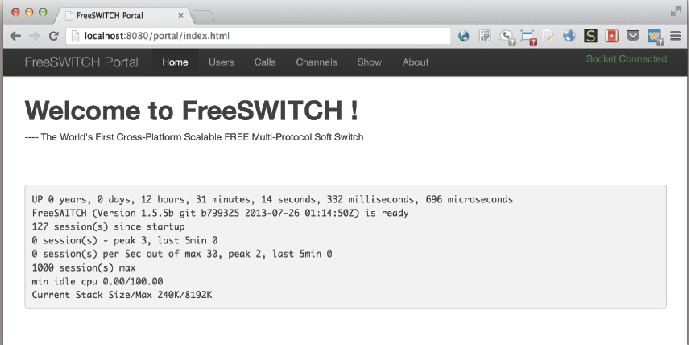 FreeSWITCH Portal
localhost:8080/portal/index.html
FreeSWITCH Portal Home Users Calls Channels Show About Socket Connected
Welcome to FreeSWITCH !
---- The World's First Cross-Platform Scalable FREE Multi-Protocol Soft Switch
UP 0 years, 0 days, 12 hours, 31 minutes, 14 seconds, 332 milliseconds, 696 microseconds
FreeSWITCH (Version 1.5.5b git b799325 2013-07-26 01:14:50Z) is ready
127 session(s) since startup
0 session(s) - peak 3, last 5min 0
0 session(s) per Sec out of max 30, peak 2, last 5min 0
1000 session(s) max
min idle cpu 0.00/100.00
Current Stack Size/Max 240K/8192K